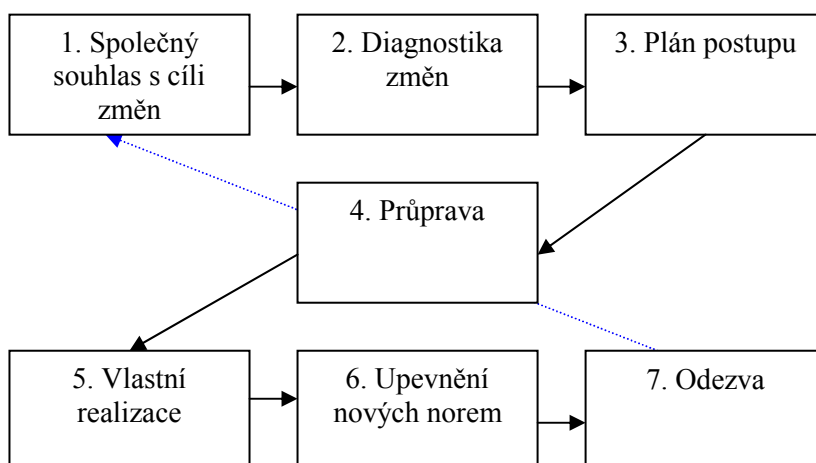 1. Společný
souhlas s cíli
změn
2. Diagnostika
změn
3. Plán postupu
4. Průprava
5. Vlastní
realizace
6. Upevnění
nových norem
7. Odezva